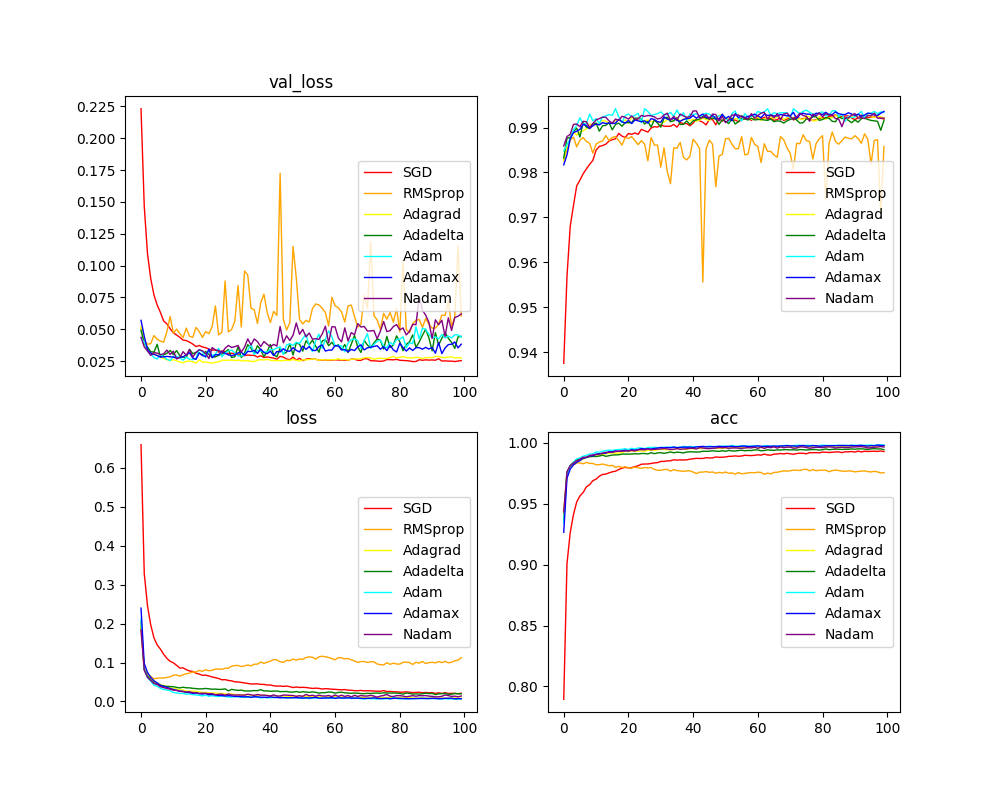 val_loss
0.225
0.200
0.175
0.150
0.125
0.100
0.075
0.050
0.025
0 20 40 60 80 100
SGD
RMSprop
Adagrad
Adadelta
Adam
Adamax
Nadam
val_acc
0.99
0.98
0.97
0.96
0.95
0.94
0 20 40 60 80 100
SGD
RMSprop
Adagrad
Adadelta
Adam
Adamax
Nadam
loss
0.6
0.5
0.4
0.3
0.2
0.1
0.0
0 20 40 60 80 100
SGD
RMSprop
Adagrad
Adadelta
Adam
Adamax
Nadam
acc
1.00
0.95
0.90
0.85
0.80
0 20 40 60 80 100
SGD
RMSprop
Adagrad
Adadelta
Adam
Adamax
Nadam